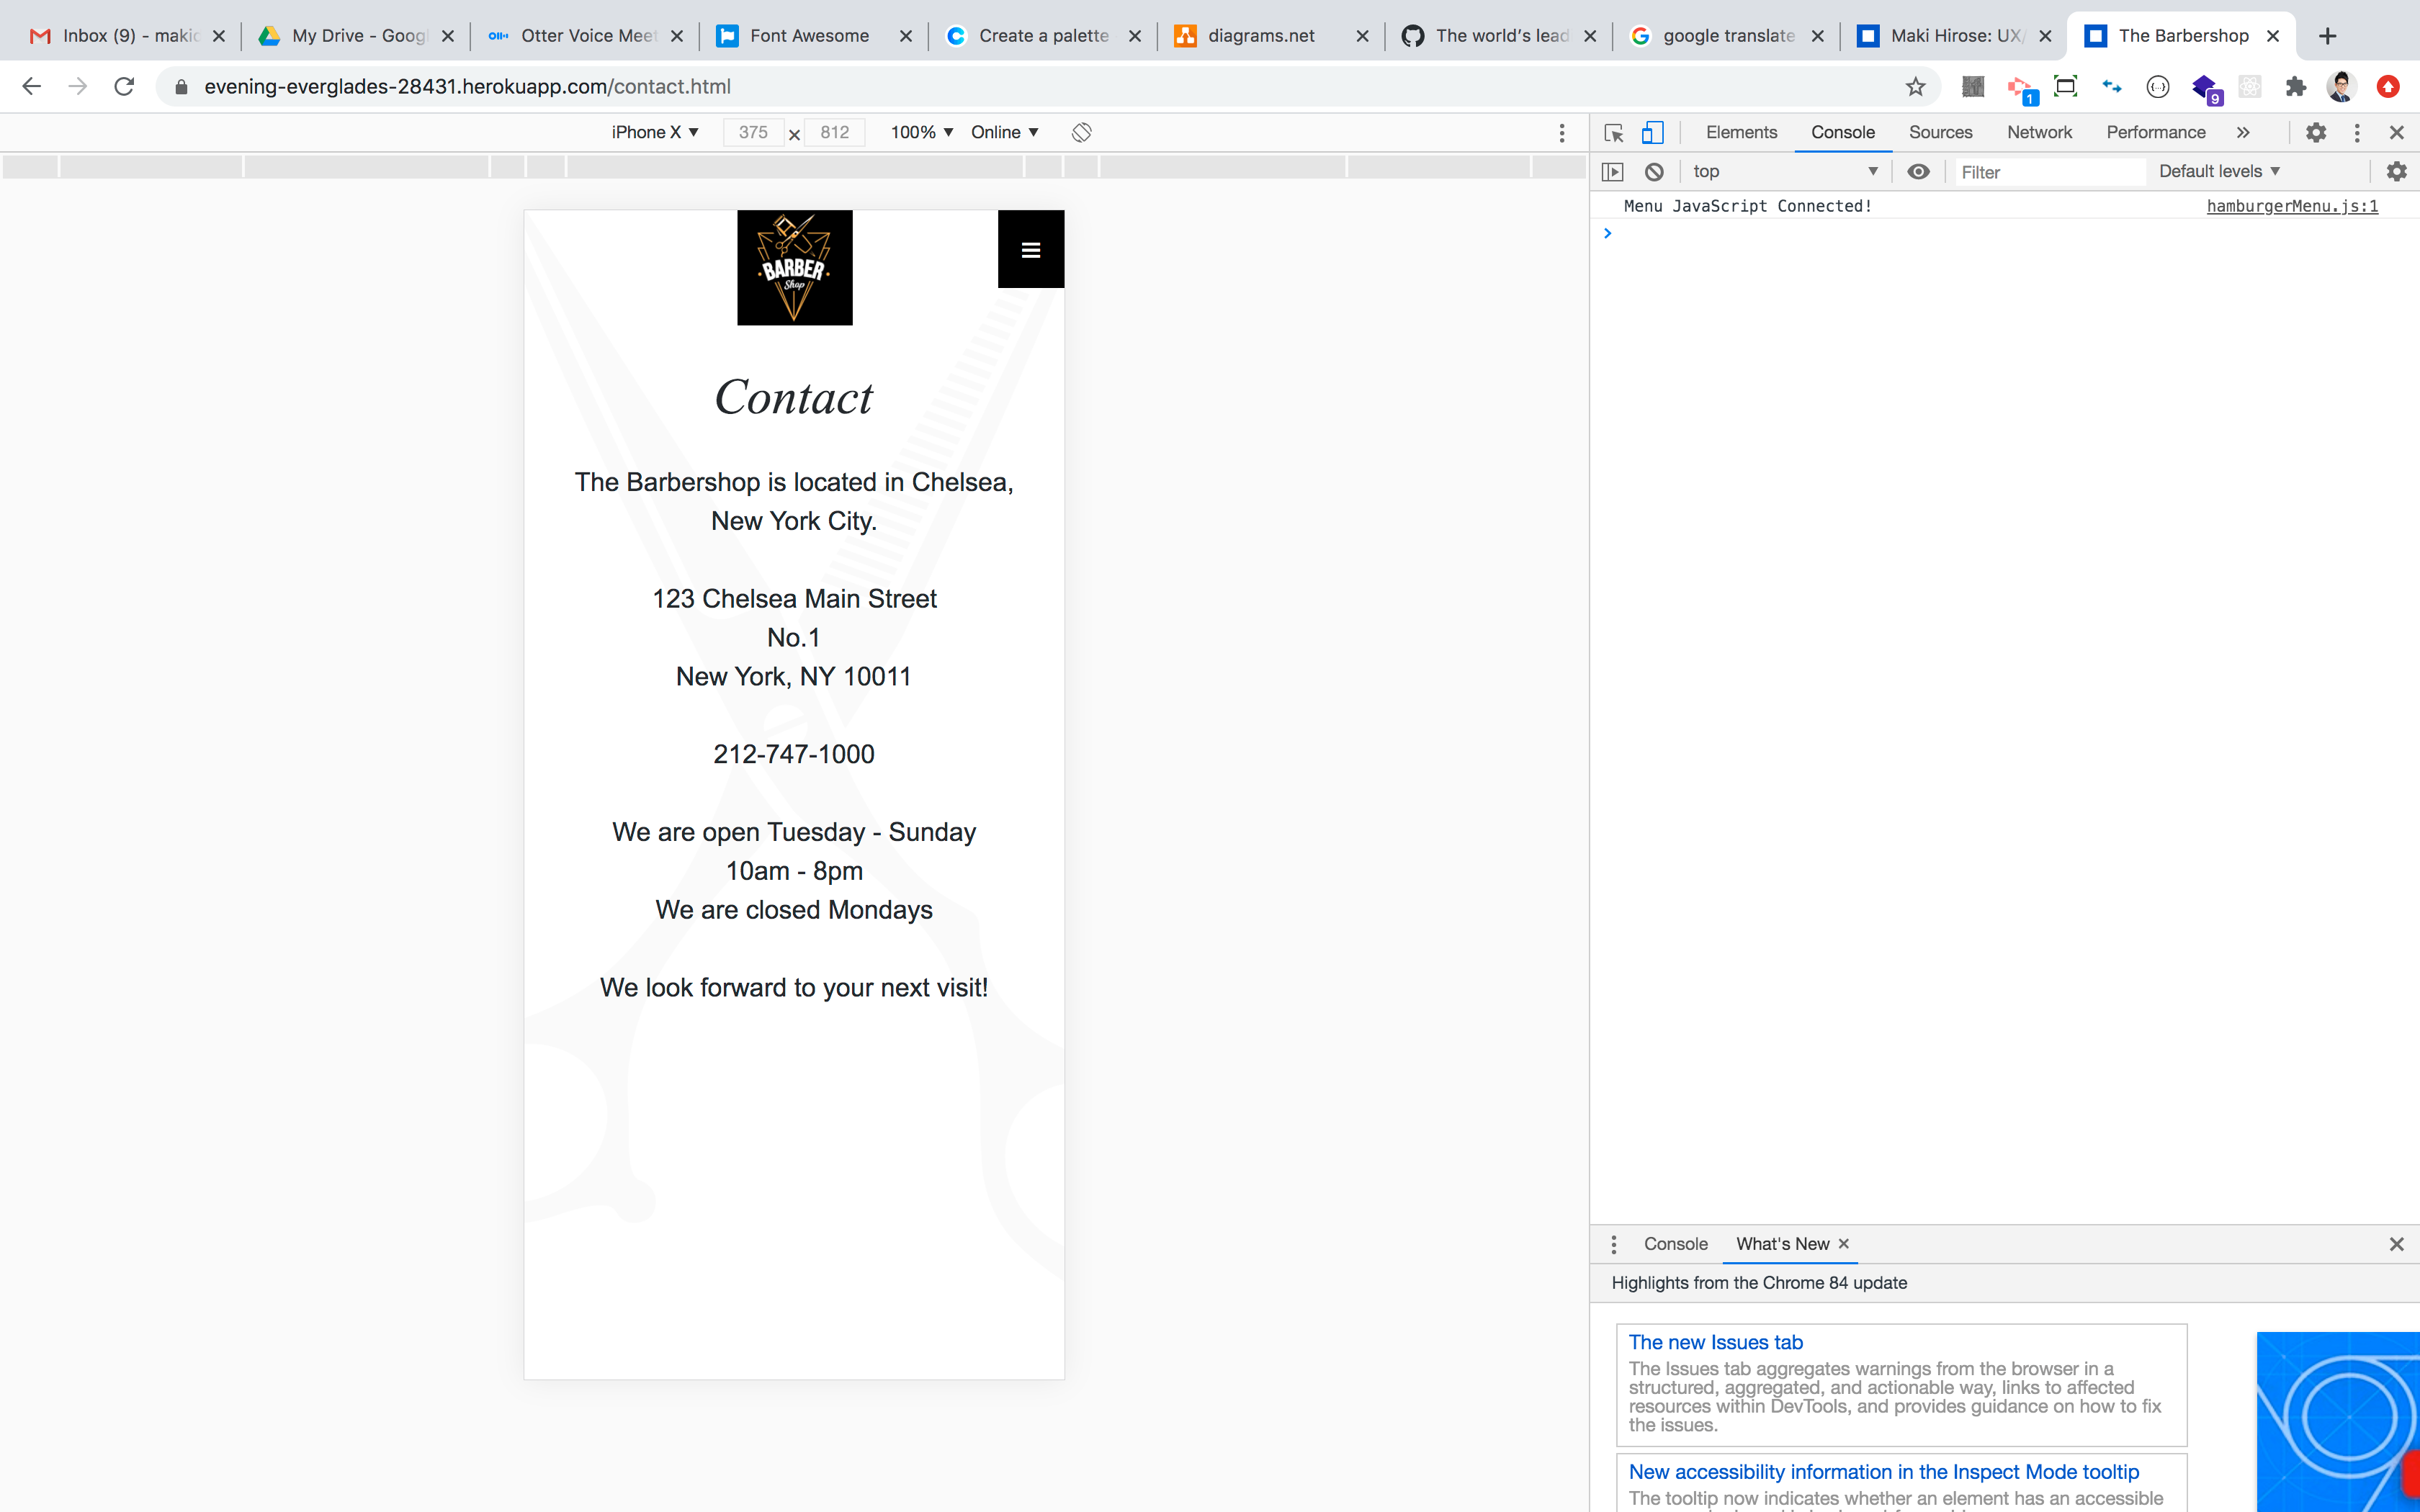 Inbox (9) - makic
My Drive - Googl
Otter Voice Meet
Font Awesome
Create a palette
diagrams.net
The world's lead
google translate
Maki Hirose: UX/
The Barbershop
evening-everglades-28431.herokuapp.com/contact.html
1
9
iPhone X ▼ 375 × 812 100% ▼ Online ▼
Elements Console Sources Network Performance »
top ▼ Filter Default levels ▼
Menu JavaScript Connected! hamburgerMenu.js:1
BARBER
Shop
Contact
The Barbershop is located in Chelsea,
New York City.
123 Chelsea Main Street
No.1
New York, NY 10011
212-747-1000
We are open Tuesday - Sunday
10am - 8pm
We are closed Mondays
We look forward to your next visit!
Console What's New
Highlights from the Chrome 84 update
The new Issues tab
The Issues tab aggregates warnings from the browser in a
structured, aggregated, and actionable way, links to affected
resources within DevTools, and provides guidance on how to fix
the issues.
New accessibility information in the Inspect Mode tooltip
The tooltip now indicates whether an element has an accessible